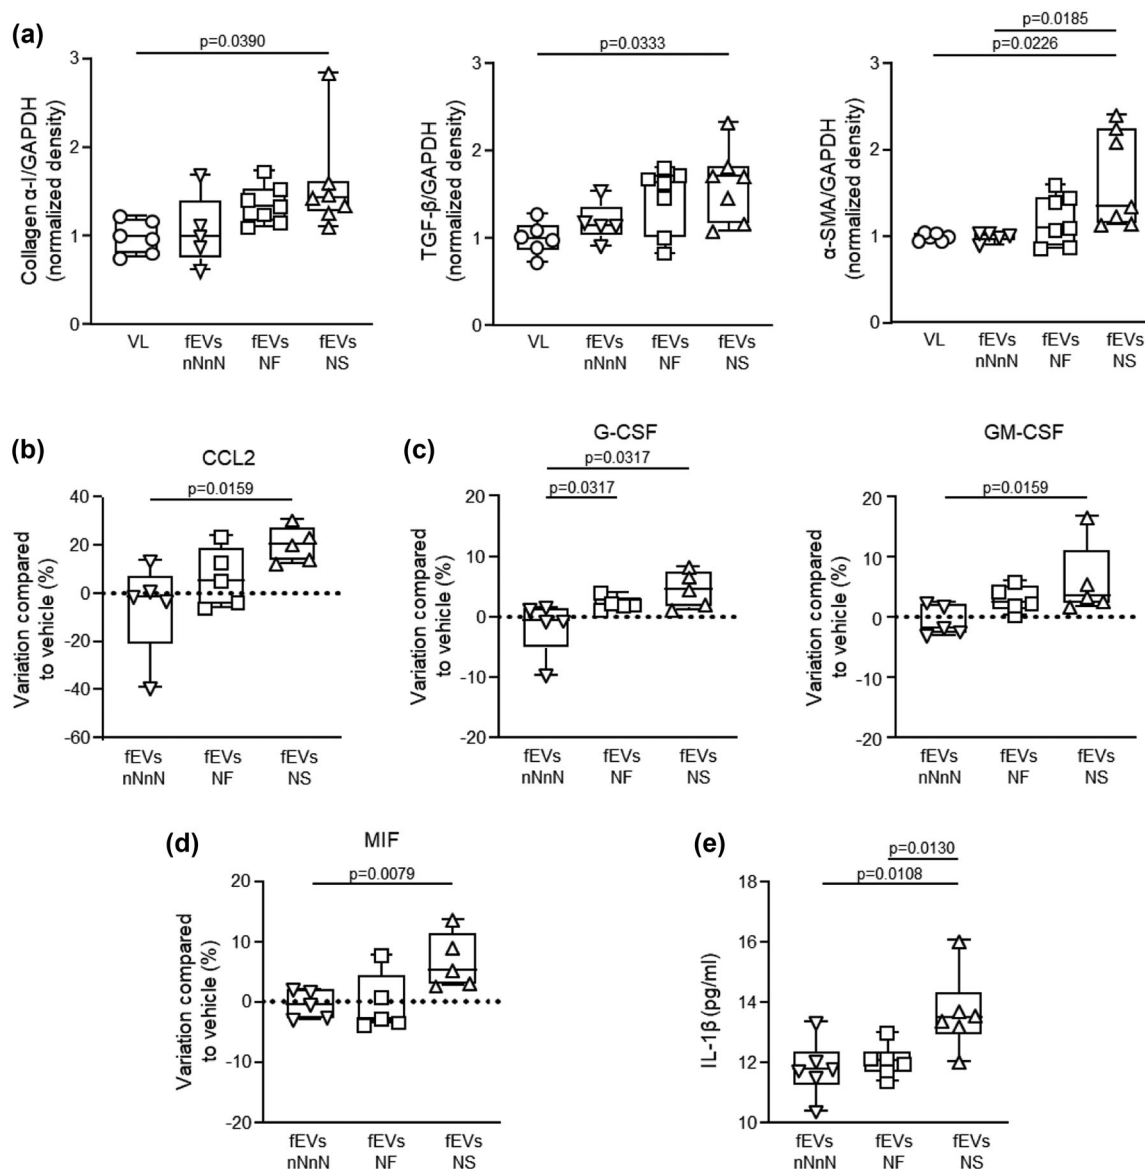 (a)
p=0.0390
3
2
1
0
Collagen α-I/GAPDH
(normalized density)
VL
fEVs
nNnN
fEVs
NF
fEVs
NS
p=0.0333
3
2
1
0
TGF-β/GAPDH
(normalized density)
VL
fEVs
nNnN
fEVs
NF
fEVs
NS
p=0.0185
p=0.0226
3
2
1
0
α-SMA/GAPDH
(normalized density)
VL
fEVs
nNnN
fEVs
NF
fEVs
NS
(b)
CCL2
p=0.0159
40
20
0
-20
-40
-60
Variation compared
to vehicle (%)
fEVs
nNnN
fEVs
NF
fEVs
NS
(c)
G-CSF
p=0.0317
p=0.0317
20
10
0
-10
-20
Variation compared
to vehicle (%)
fEVs
nNnN
fEVs
NF
fEVs
NS
GM-CSF
p=0.0159
20
10
0
-10
-20
Variation compared
to vehicle (%)
fEVs
nNnN
fEVs
NF
fEVs
NS
(d)
MIF
p=0.0079
20
10
0
-10
-20
Variation compared
to vehicle (%)
fEVs
nNnN
fEVs
NF
fEVs
NS
(e)
p=0.0130
p=0.0108
18
16
14
12
10
IL-1β (pg/ml)
fEVs
nNnN
fEVs
NF
fEVs
NS